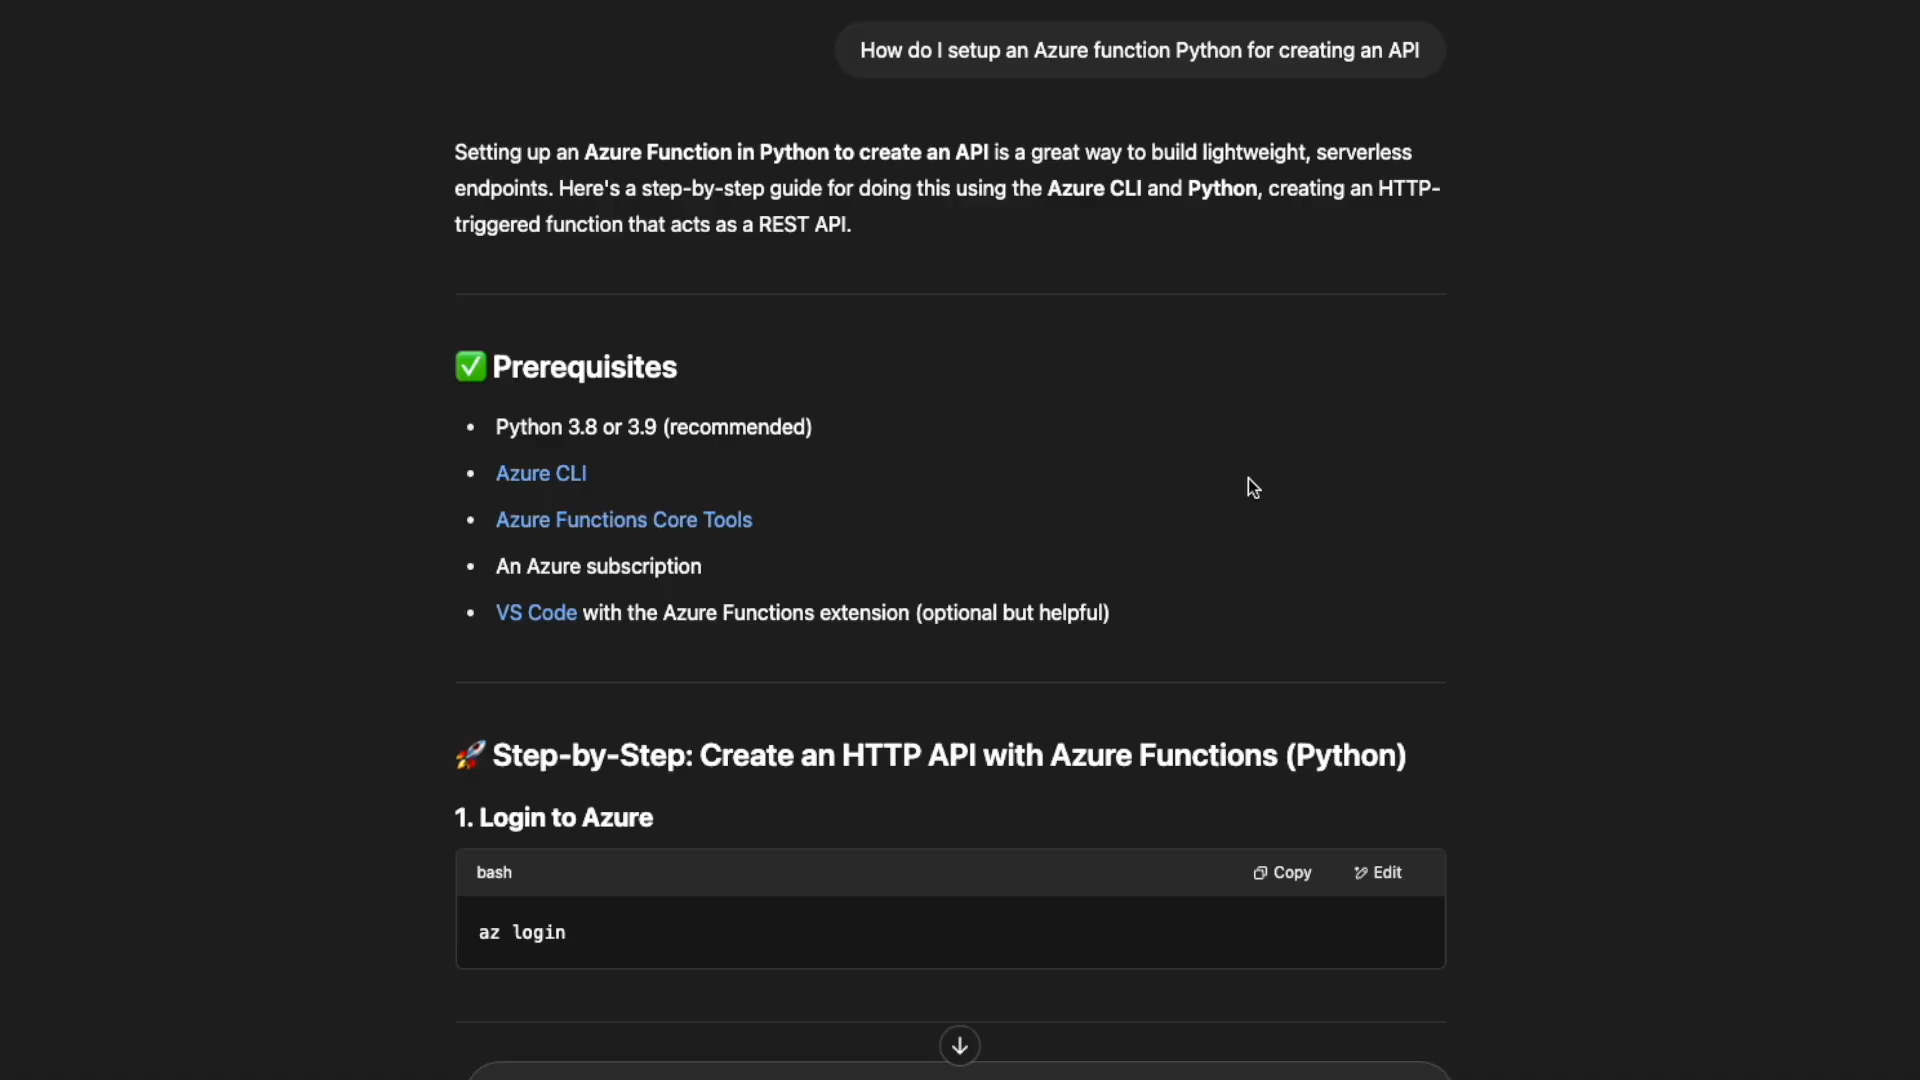 How do I setup an Azure function Python for creating an API
Setting up an Azure Function in Python to create an API is a great way to build lightweight, serverless
endpoints. Here's a step-by-step guide for doing this using the Azure CLI and Python, creating an HTTP-
triggered function that acts as a REST API.
✅ Prerequisites
• Python 3.8 or 3.9 (recommended)
• Azure CLI
• Azure Functions Core Tools
• An Azure subscription
• VS Code with the Azure Functions extension (optional but helpful)
🚀 Step-by-Step: Create an HTTP API with Azure Functions (Python)
1. Login to Azure
bash Copy Edit
az login